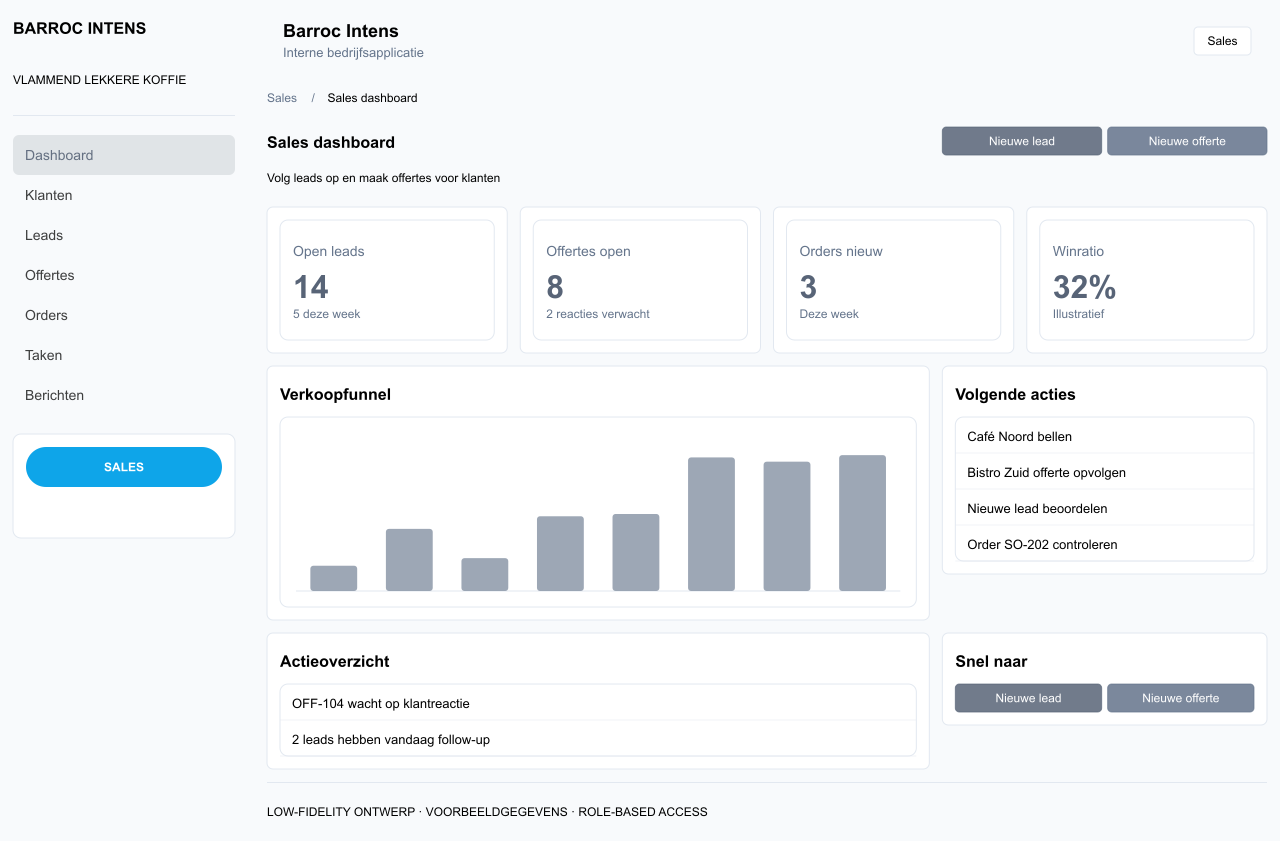 BARROC INTENS
VLAMMEND LEKKERE KOFFIE
Dashboard
Klanten
Leads
Offertes
Orders
Taken
Berichten
SALES
Barroc Intens
Interne bedrijfsapplicatie
Sales
Sales / Sales dashboard
Sales dashboard
Nieuwe lead
Nieuwe offerte
Volg leads op en maak offertes voor klanten
Open leads
14
5 deze week
Offertes open
8
2 reacties verwacht
Orders nieuw
3
Deze week
Winratio
32%
Illustratief
Verkoopfunnel
Volgende acties
Café Noord bellen
Bistro Zuid offerte opvolgen
Nieuwe lead beoordelen
Order SO-202 controleren
Actieoverzicht
OFF-104 wacht op klantreactie
2 leads hebben vandaag follow-up
Snel naar
Nieuwe lead
Nieuwe offerte
LOW-FIDELITY ONTWERP · VOORBEELDGEGEVENS · ROLE-BASED ACCESS